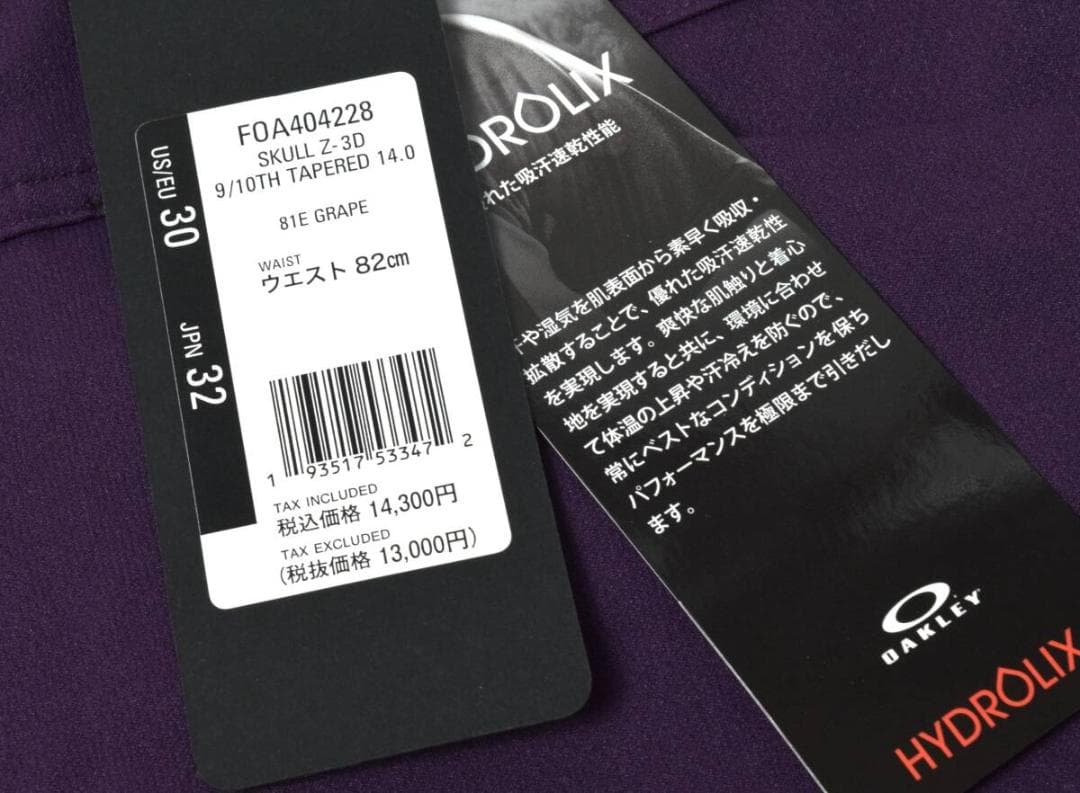 FOA404228
SKULL Z-3D
9/10TH TAPERED 14.0
81E GRAPE
WAIST
ウエスト 82cm
US/EU 30
JPN 32
1 93517 53347 2
TAX INCLUDED
税込価格 14,300円
TAX EXCLUDED
(税抜価格 13,000円)
DROLIX
れた吸汗速乾性能
や湿気を肌表面から素早く吸収・
拡散することで、優れた吸汗速乾性
を実現します。爽快な肌触りと着心
地を実現すると共に、環境に合わせ
て体温の上昇や汗冷えを防ぐので、
常にベストなコンディションを保ち
パフォーマンスを極限まで引きだし
ます。
OAKLEY
HYDROLIX